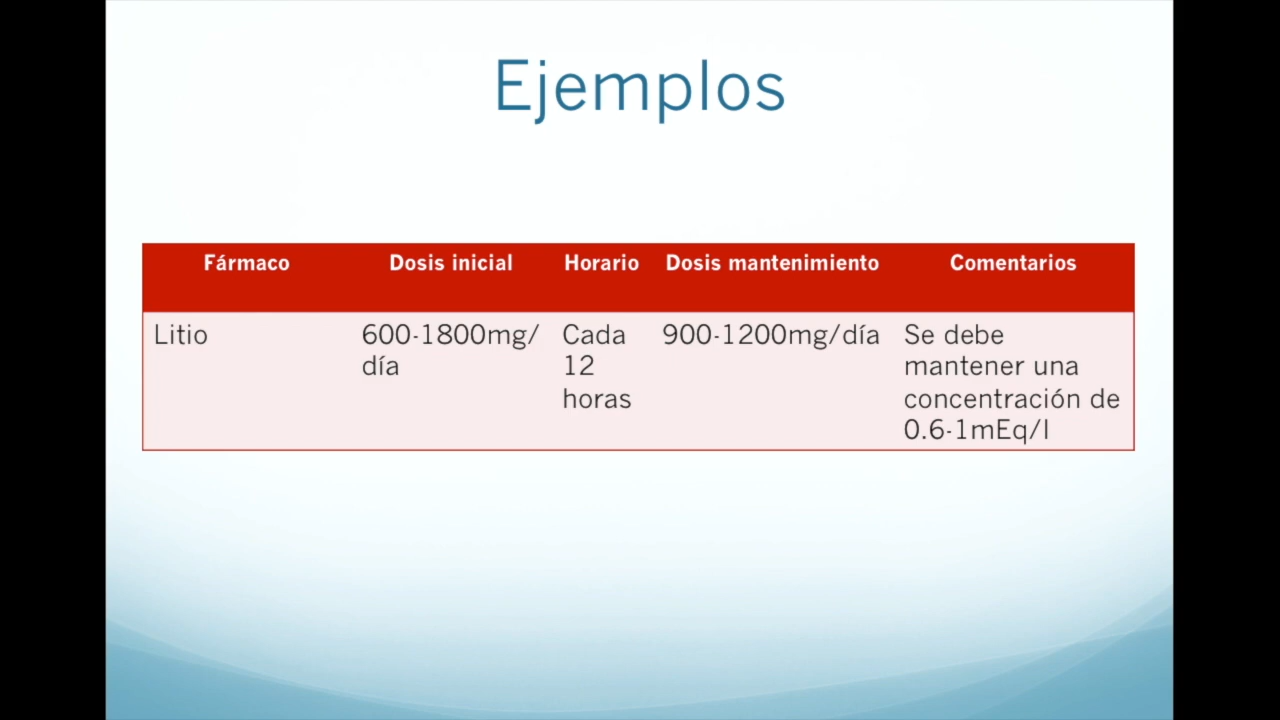 Ejemplos
Fármaco Dosis inicial Horario Dosis mantenimiento Comentarios
Litio 600-1800mg/ Cada 900-1200mg/día Se debe
día 12 mantener una
horas concentración de
0.6-1mEq/l